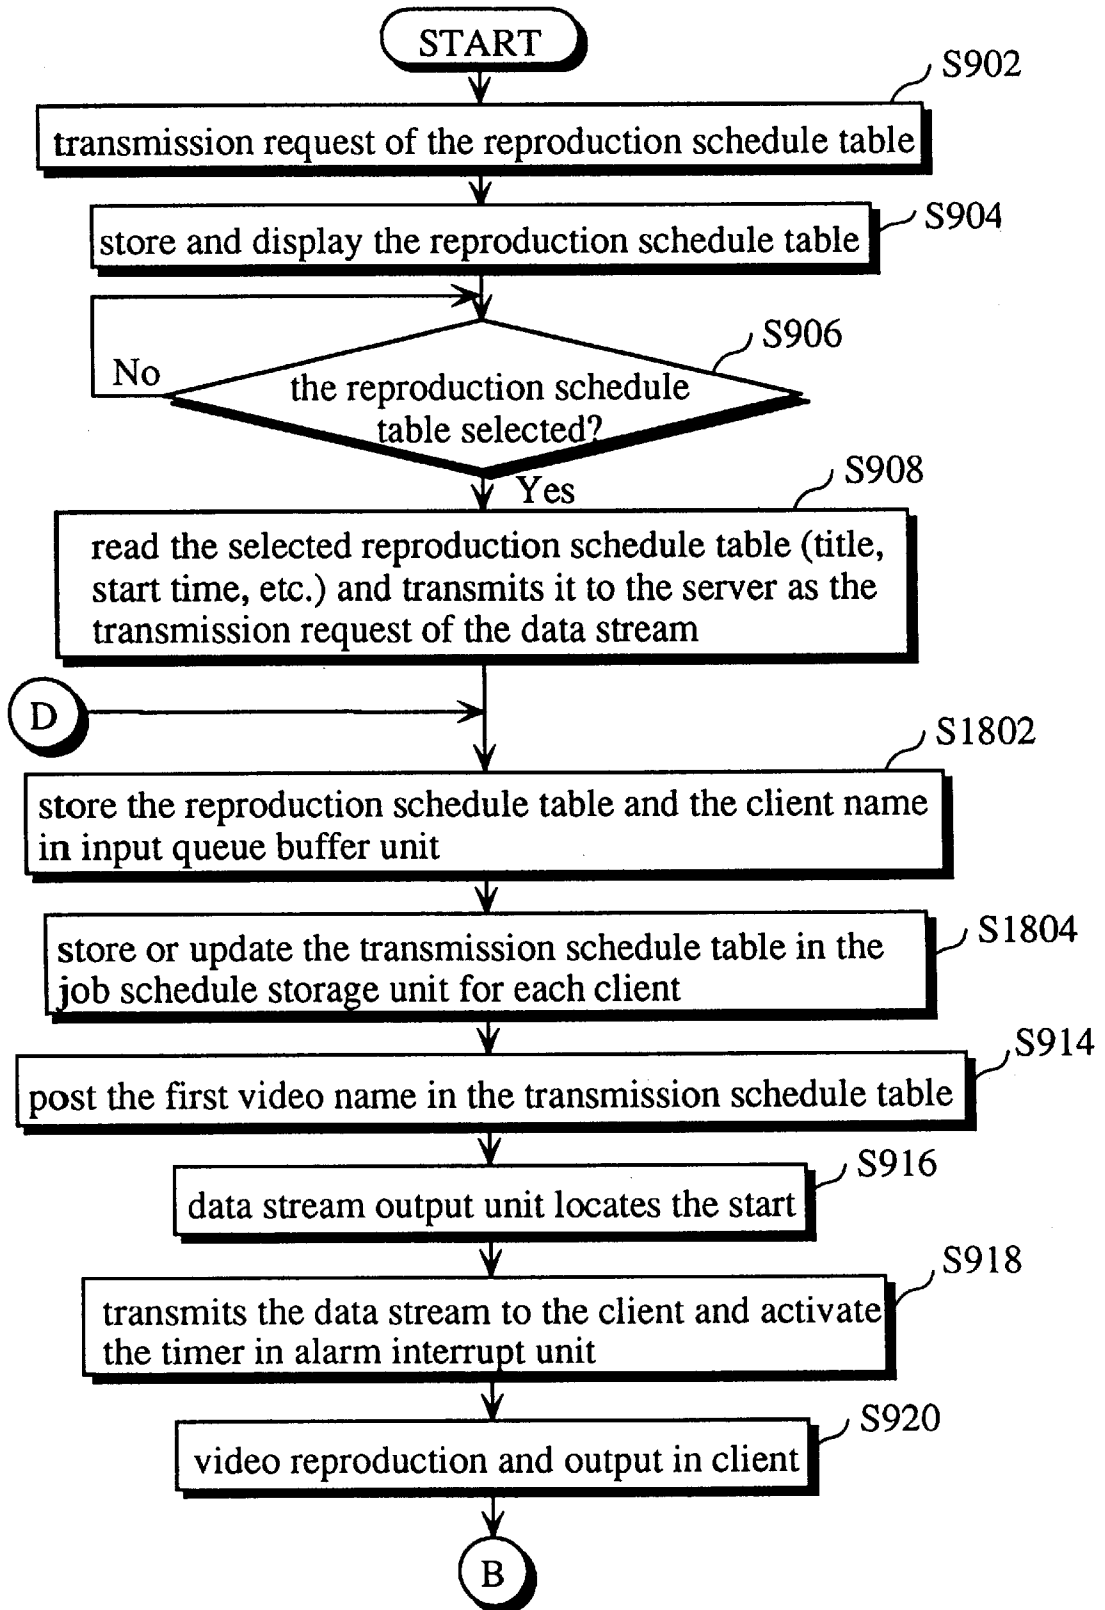 START
S902
transmission request of the reproduction schedule table
S904
store and display the reproduction schedule table
S906
No
the reproduction schedule
table selected?
Yes
S908
read the selected reproduction schedule table (title,
start time, etc.) and transmits it to the server as the
transmission request of the data stream
D
S1802
store the reproduction schedule table and the client name
in input queue buffer unit
S1804
store or update the transmission schedule table in the
job schedule storage unit for each client
S914
post the first video name in the transmission schedule table
S916
data stream output unit locates the start
S918
transmits the data stream to the client and activate
the timer in alarm interrupt unit
S920
video reproduction and output in client
B